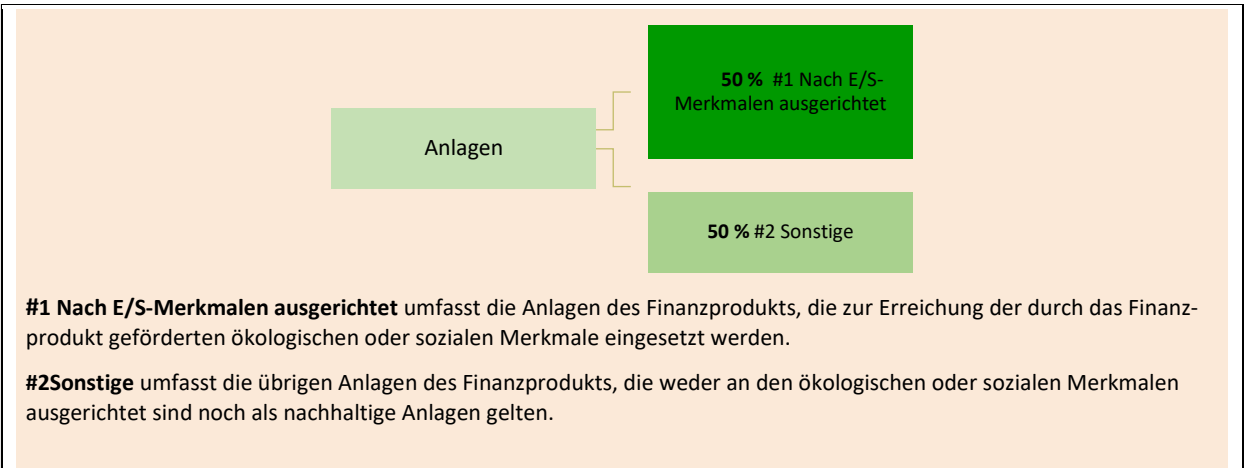 50 % #1 Nach E/S-
Merkmalen ausgerichtet
Anlagen
50 % #2 Sonstige
#1 Nach E/S-Merkmalen ausgerichtet umfasst die Anlagen des Finanzprodukts, die zur Erreichung der durch das Finanz-
produkt geförderten ökologischen oder sozialen Merkmale eingesetzt werden.
#2Sonstige umfasst die übrigen Anlagen des Finanzprodukts, die weder an den ökologischen oder sozialen Merkmalen
ausgerichtet sind noch als nachhaltige Anlagen gelten.